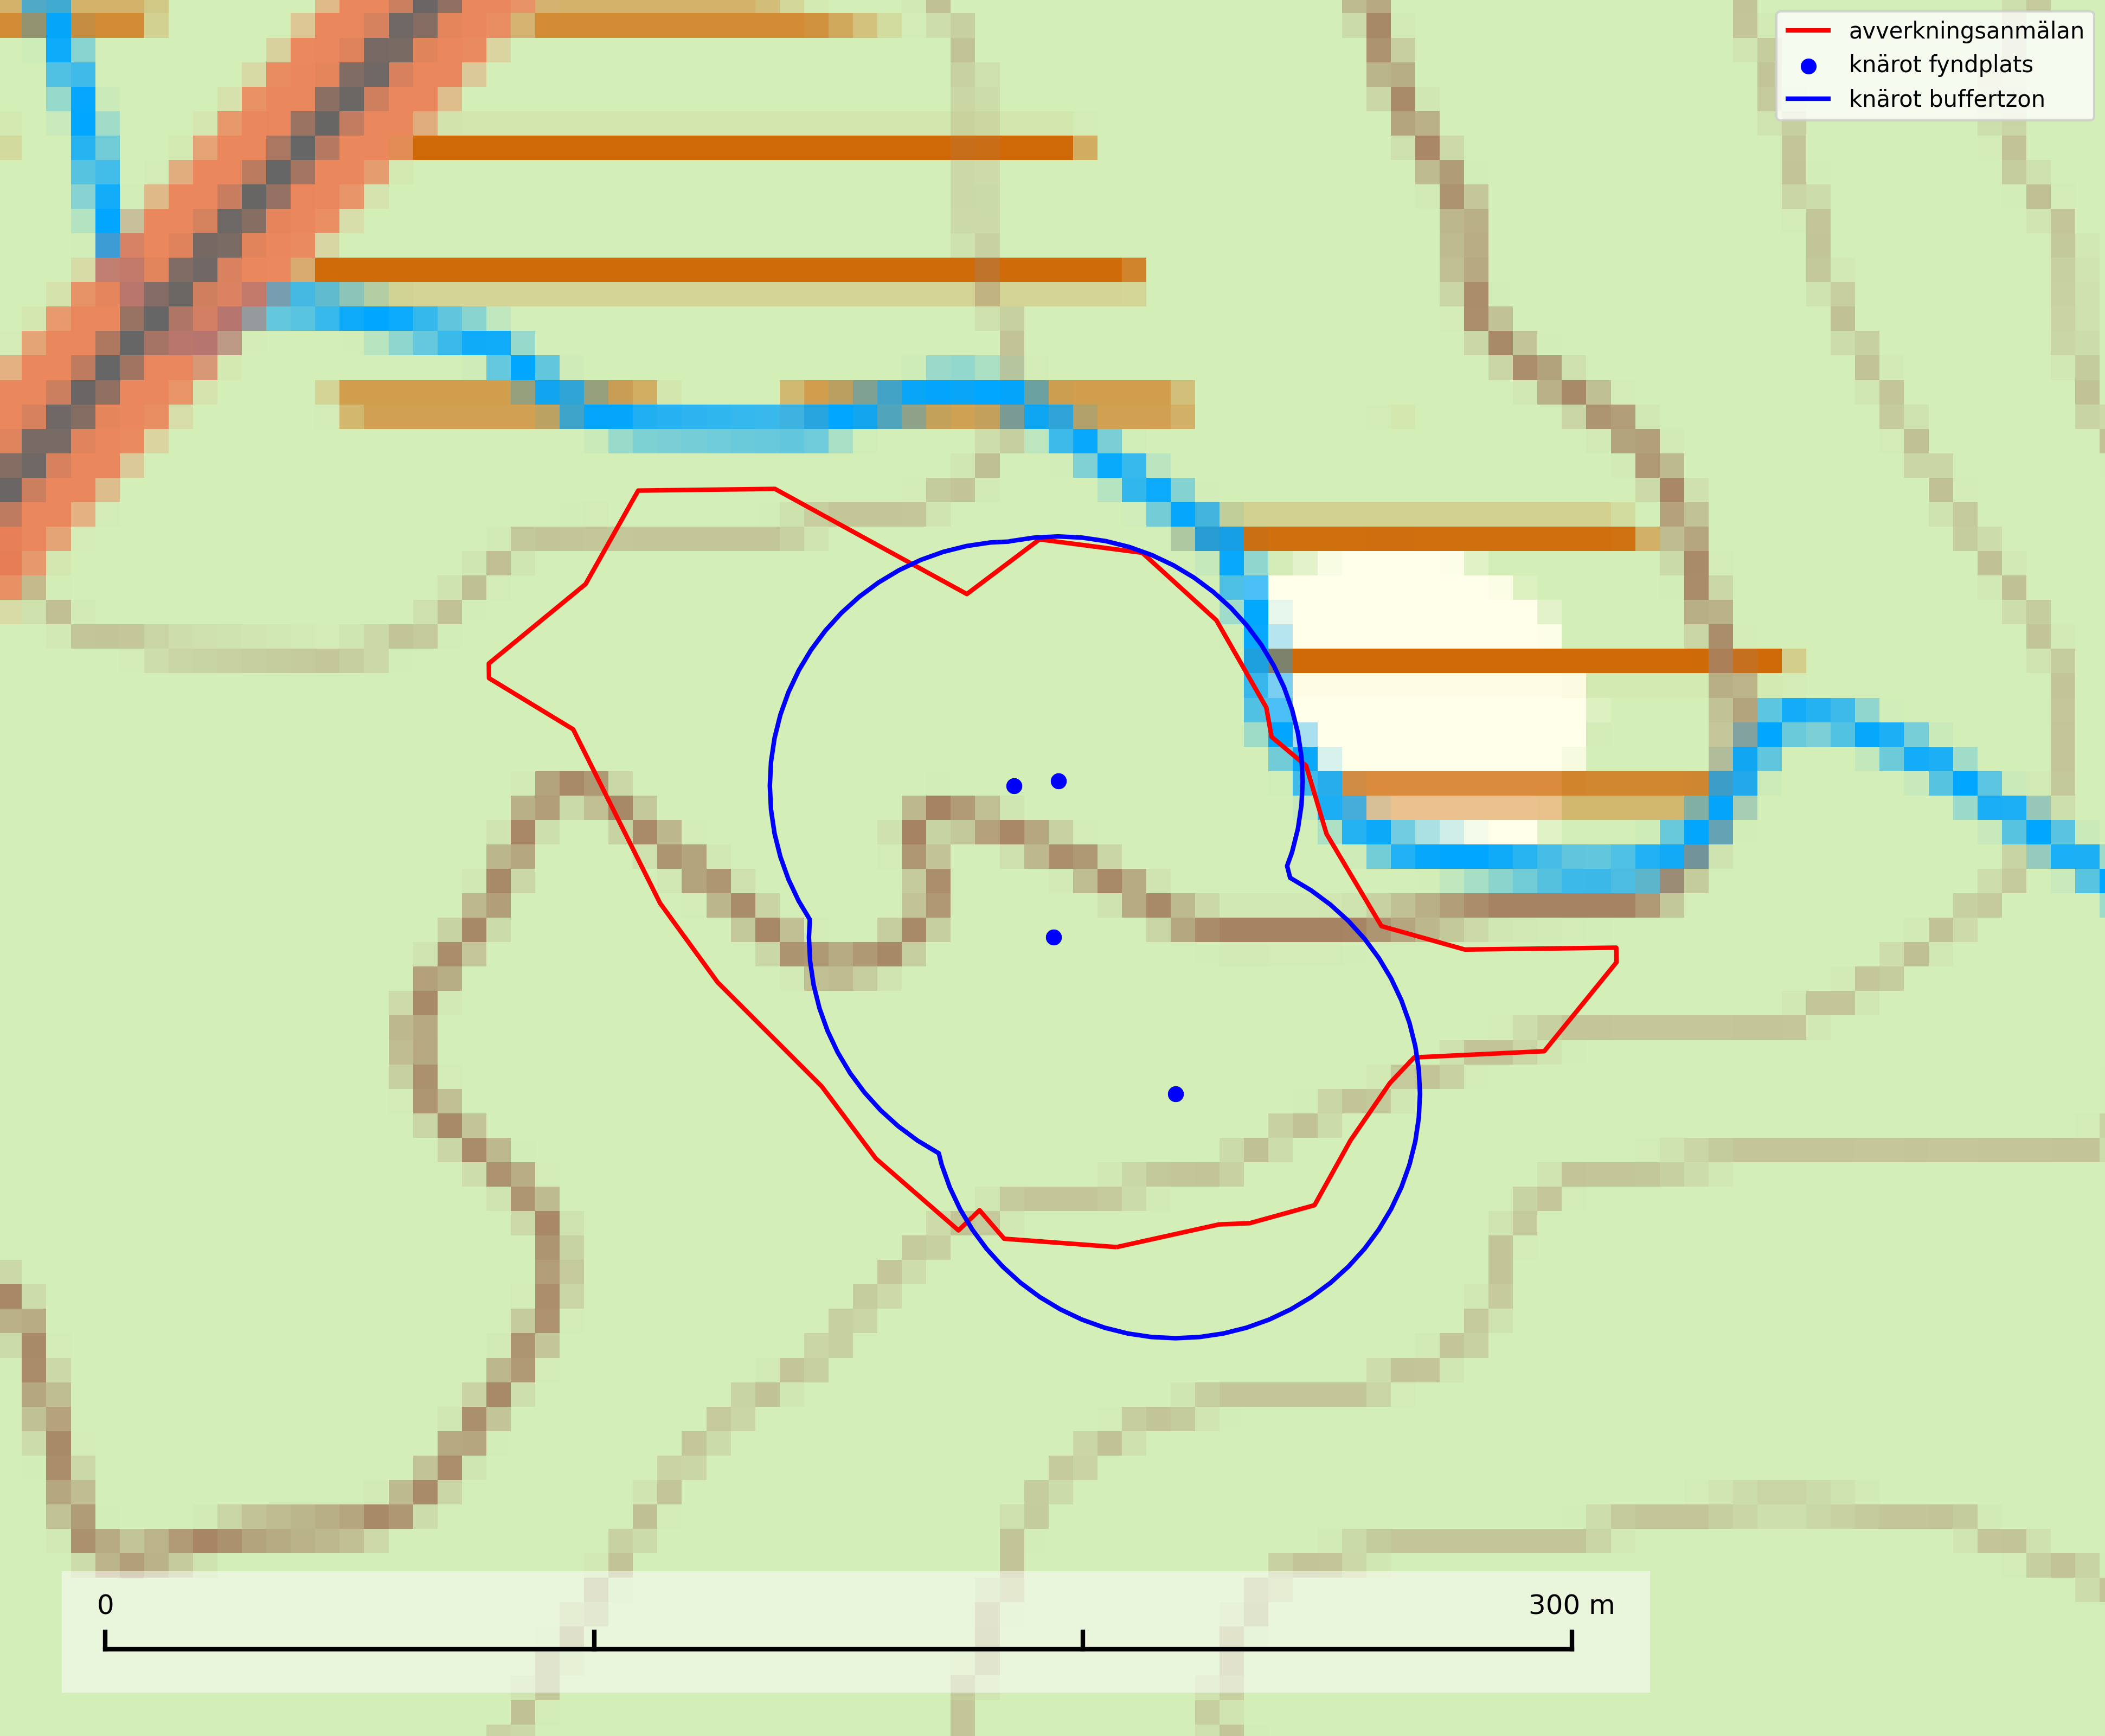 avverkningsanmälan
knärot fyndplats
knärot buffertzon
0
300 m